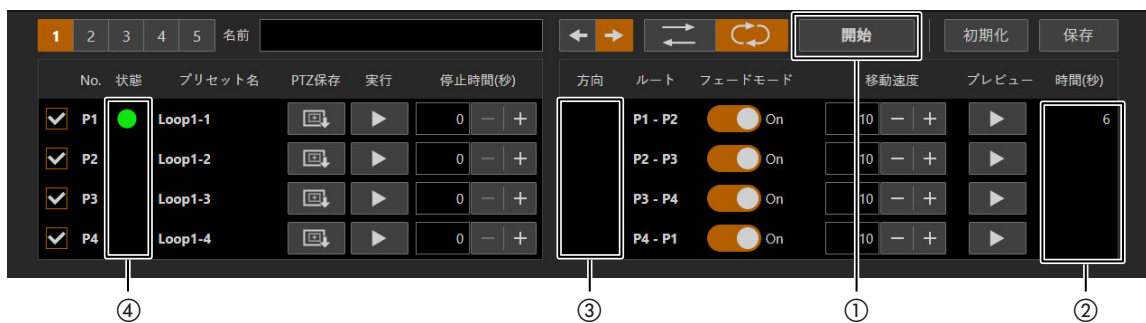 1 2 3 4 5 名前 開始 初期化 保存
No. 状態 プリセット名 PTZ保存 実行 停止時間(秒) 方向 ルート フェードモード 移動速度 プレビュー 時間(秒)
P1 Loop1-1 0 P1 - P2 On 10 6
P2 Loop1-2 0 P2 - P3 On 10
P3 Loop1-3 0 P3 - P4 On 10
P4 Loop1-4 0 P4 - P1 On 10
④ ③ ① ②